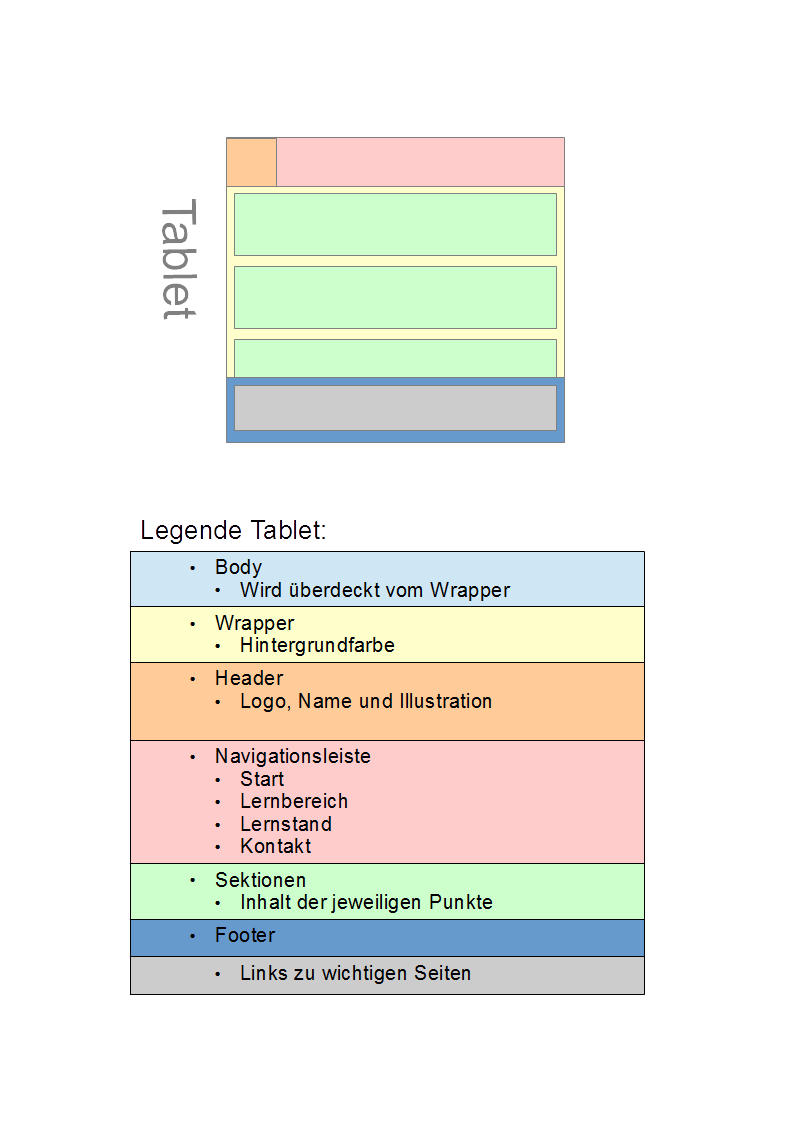 Tablet
Legende Tablet:
• Body
• Wird überdeckt vom Wrapper
• Wrapper
• Hintergrundfarbe
• Header
• Logo, Name und Illustration
• Navigationsleiste
• Start
• Lernbereich
• Lernstand
• Kontakt
• Sektionen
• Inhalt der jeweiligen Punkte
• Footer
• Links zu wichtigen Seiten